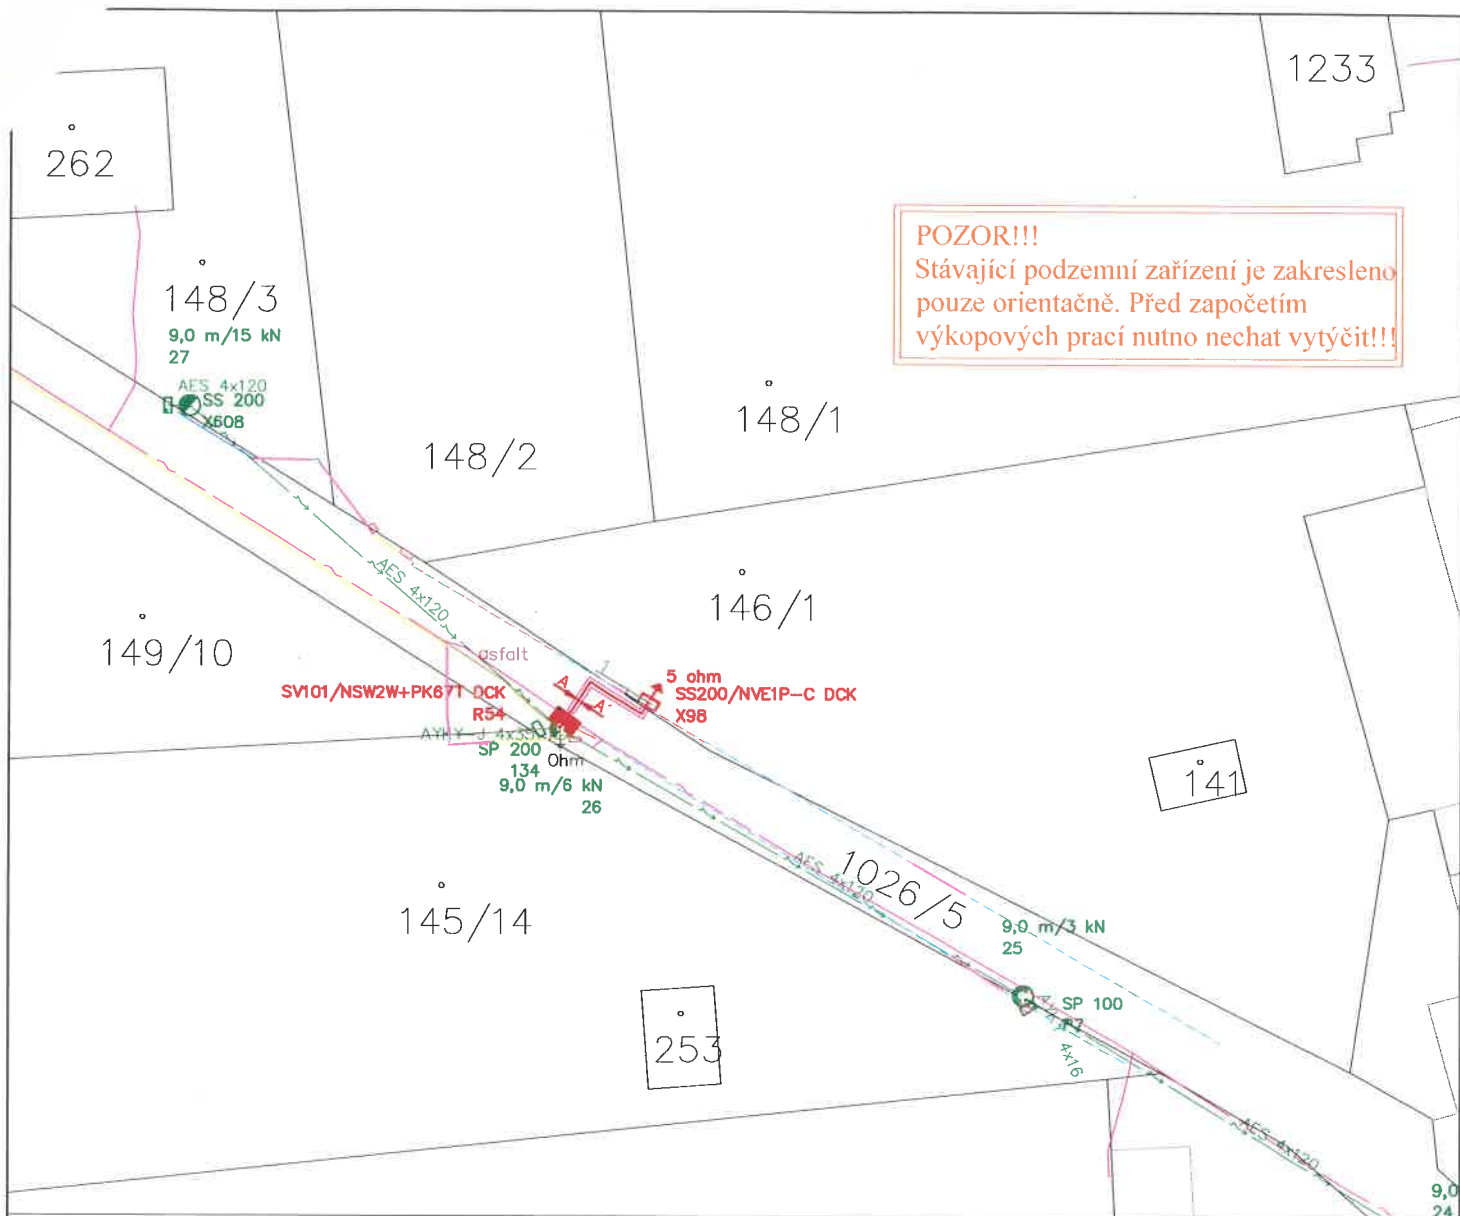 1233
262
POZOR!!!
Stávající podzemní zařízení je zakresleno
pouze orientačně. Před započetím
výkopových prací nutno nechat vytýčit!!!
148/3
9,0 m/15 kN
27
AES 4x120
SS 200
X608
148/1
148/2
AES 4x120
146/1
149/10
asfalt
5 ohm
SV101/NSW2W+PK67T DCK
SS200/NVE1P-C DCK
A
A'
R54
X98
SP 200
Ohm
134
9,0 m/6 kN
26
141
AES 4x120
1026/5
145/14
9,0 m/3 kN
25
SP 100
4x16
253
AES 4x120
9,0
24